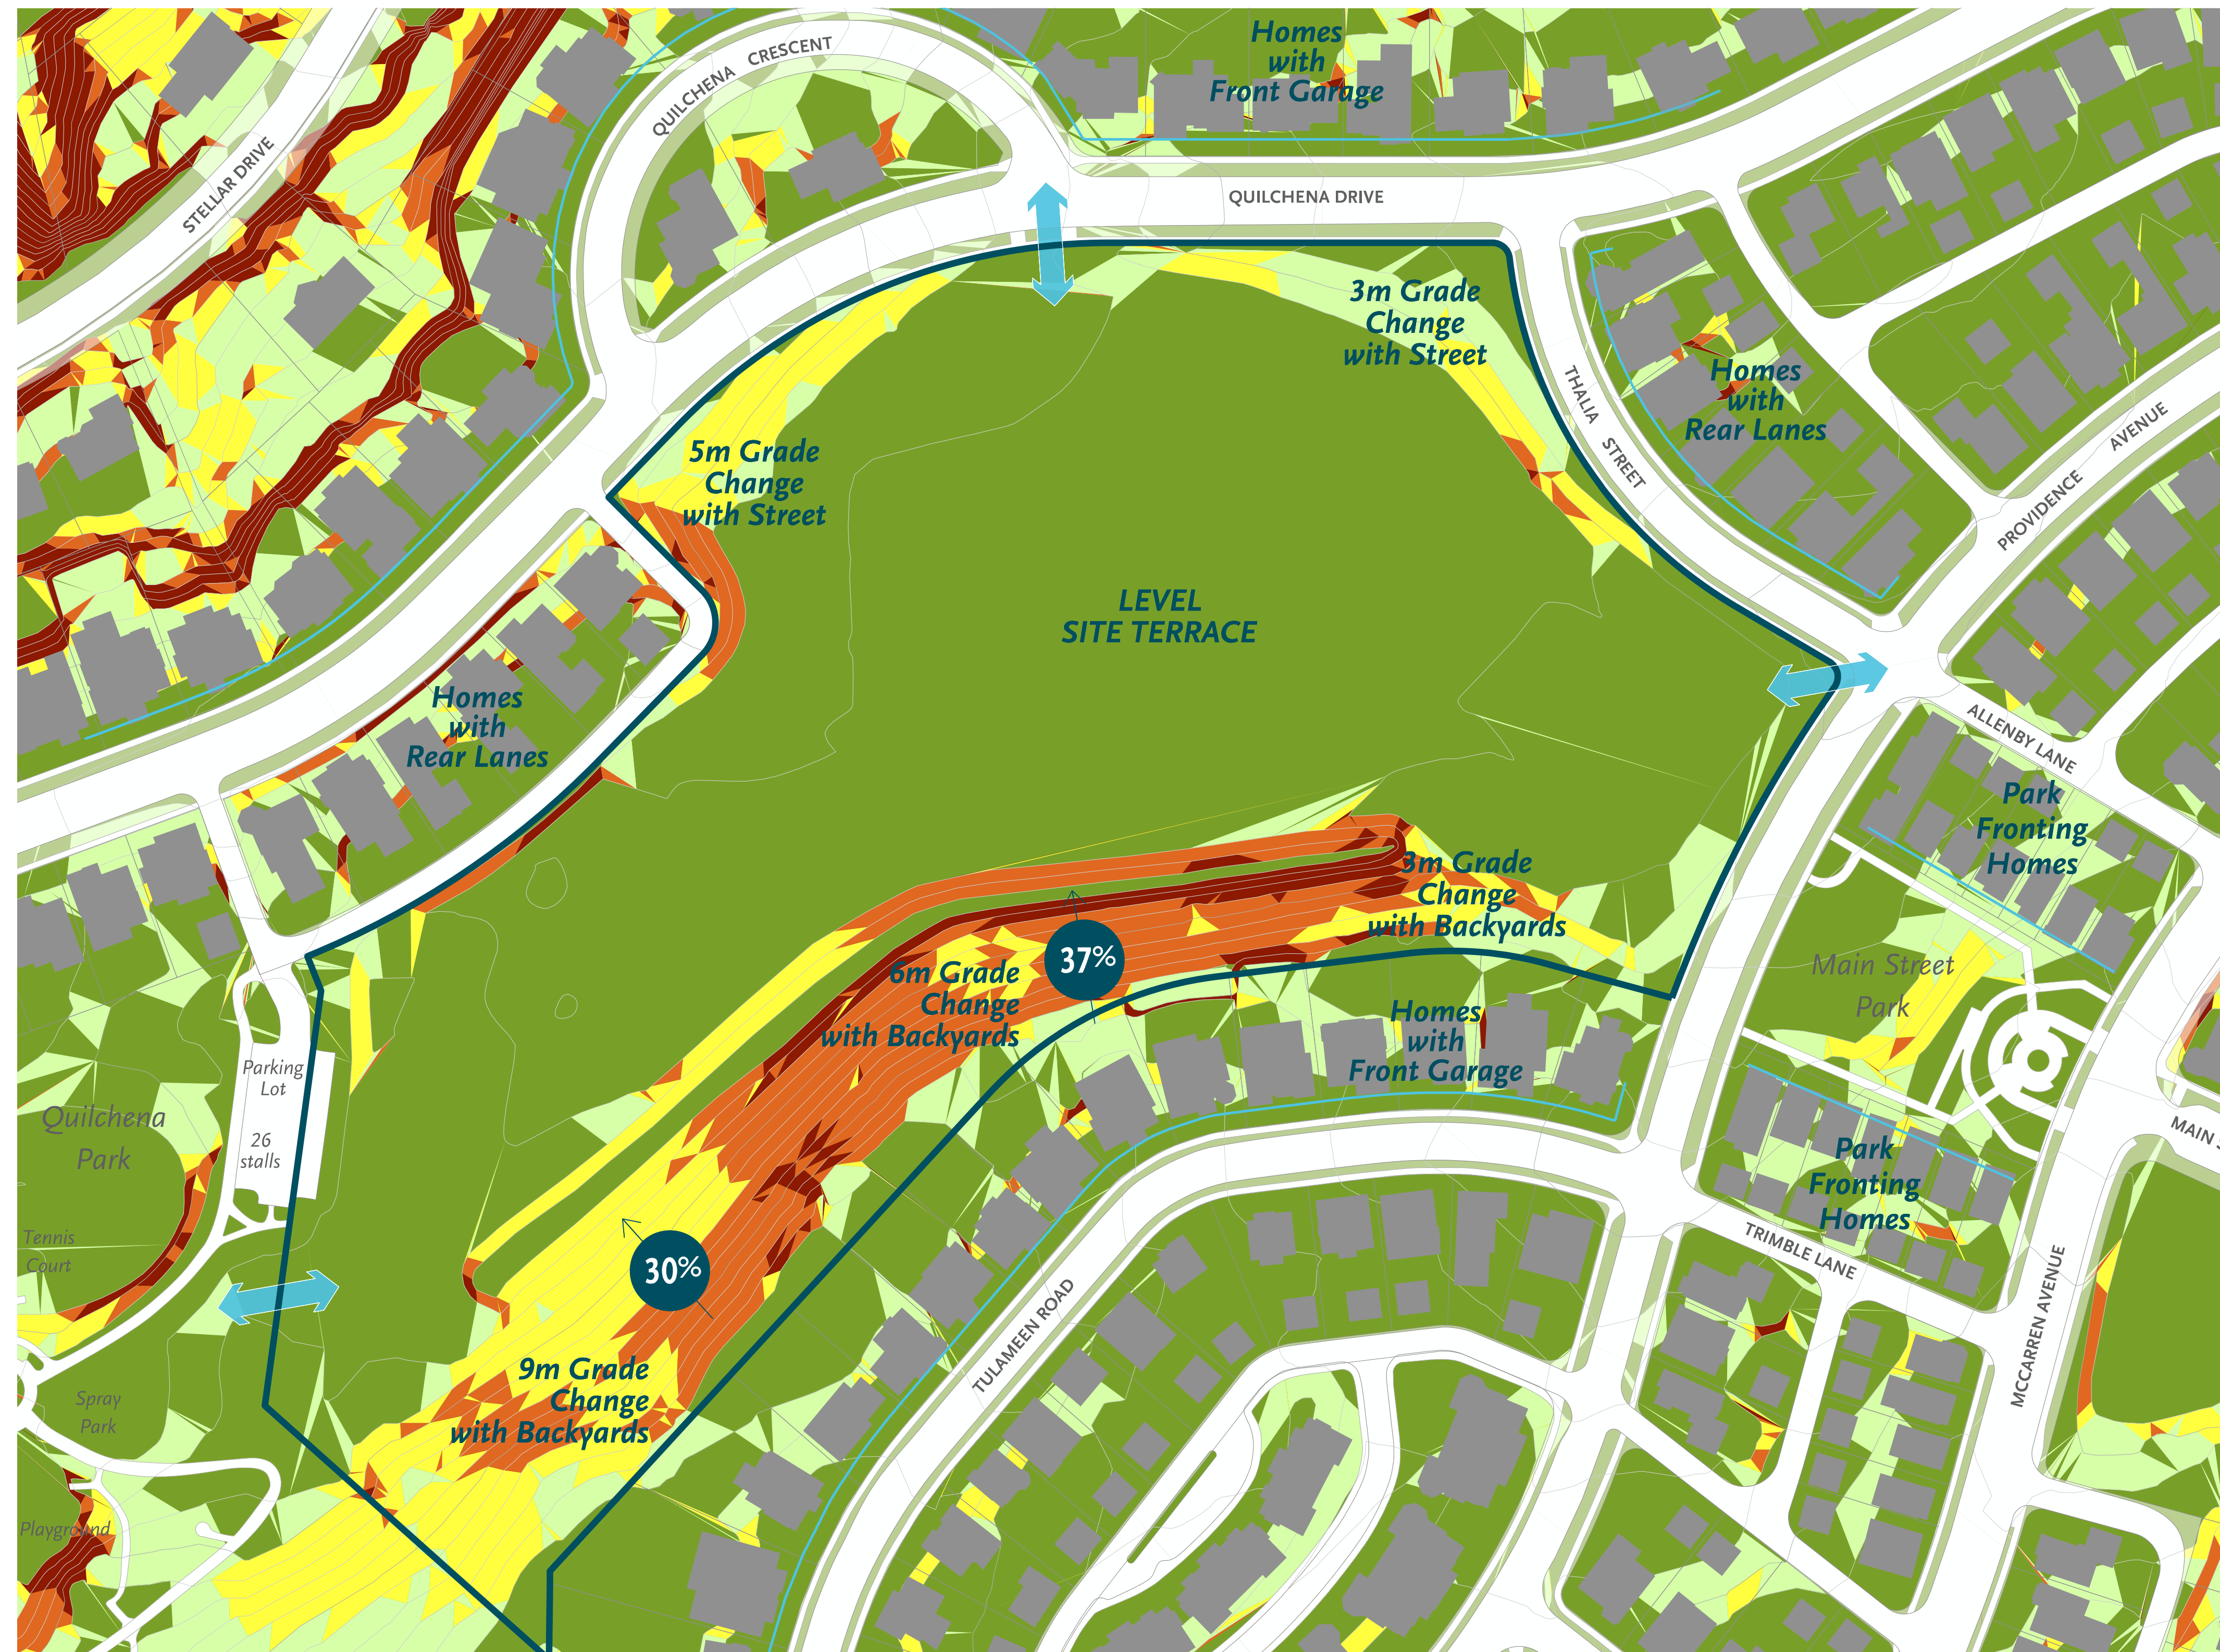 Homes
with
Front Garage
QUILCHENA CRESCENT
STELLAR DRIVE
QUILCHENA DRIVE
3m Grade
Change
with Street
THALIA STREET
Homes
with
Rear Lanes
PROVIDENCE AVENUE
5m Grade
Change
with Street
LEVEL
SITE TERRACE
Homes
with
Rear Lanes
ALLENBY LANE
Park
Fronting
Homes
3m Grade
Change
with Backyards
37%
6m Grade
Change
with Backyards
Main Street
Park
Homes
with
Front Garage
Parking
Lot
26
stalls
Quilchena
Park
MAIN S
Park
Fronting
Homes
Tennis
Court
30%
TRIMBLE LANE
TULAMEEN ROAD
MCCARREN AVENUE
9m Grade
Change
with Backyards
Spray
Park
Playground